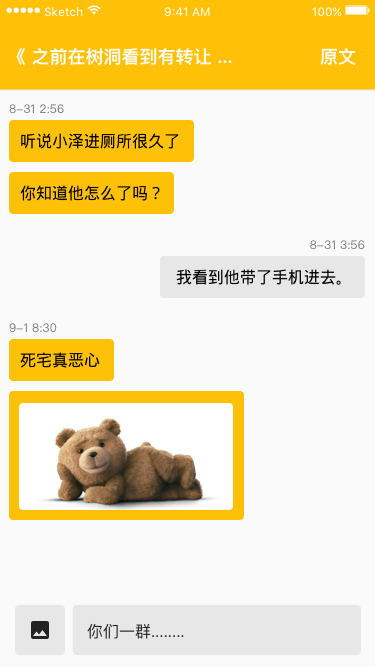 Sketch 9:41 AM 100%
《 之前在树洞看到有转让 ... 原文
8-31 2:56
听说小泽进厕所很久了
你知道他怎么了吗？
8-31 3:56
我看到他带了手机进去。
9-1 8:30
死宅真恶心
你们一群........